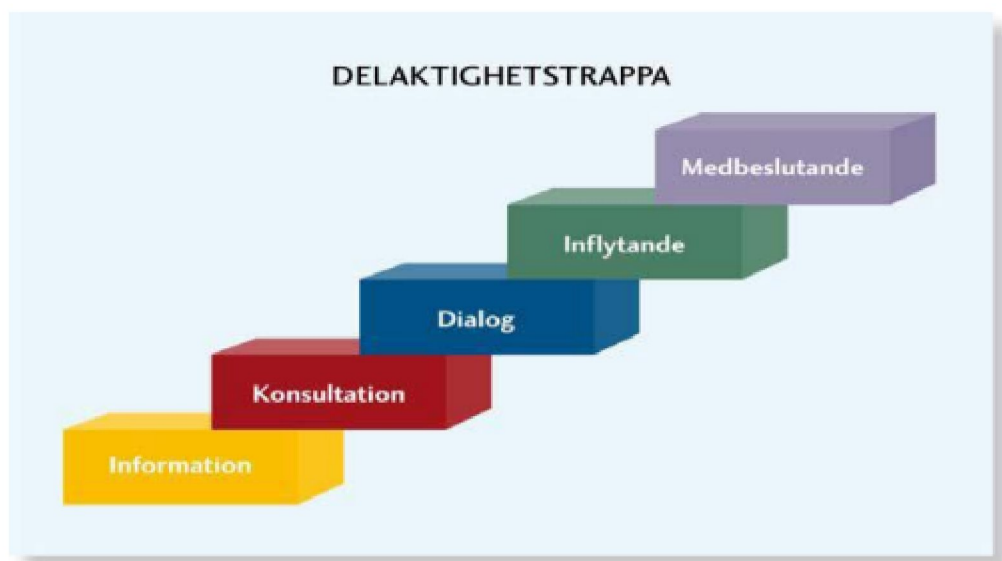 DELAKTIGHETSTRAPPA
Medbeslutande
Inflytande
Dialog
Konsultation
Information